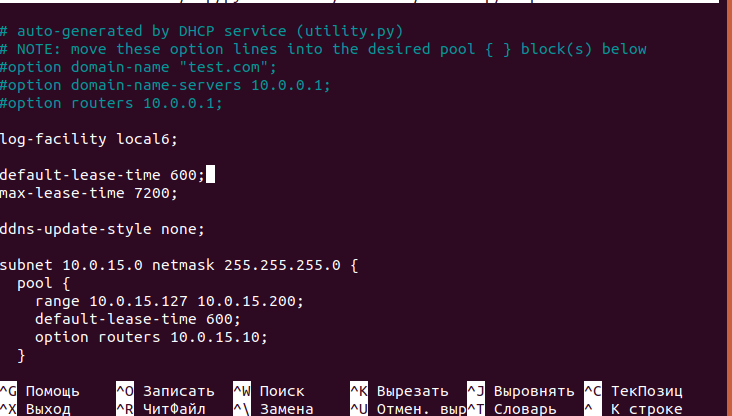 # auto-generated by DHCP service (utility.py)
# NOTE: move these option lines into the desired pool { } block(s) below
#option domain-name "test.com";
#option domain-name-servers 10.0.0.1;
#option routers 10.0.0.1;
log-facility local6;
default-lease-time 600;
max-lease-time 7200;
ddns-update-style none;
subnet 10.0.15.0 netmask 255.255.255.0 {
  pool {
    range 10.0.15.127 10.0.15.200;
    default-lease-time 600;
    option routers 10.0.15.10;
  }
^G Помощь ^O Записать ^W Поиск ^K Вырезать ^J Выровнять ^C ТекПозиц
^X Выход ^R ЧитФайл ^\ Замена ^U Отмен. выр ^T Словарь ^_ К строке